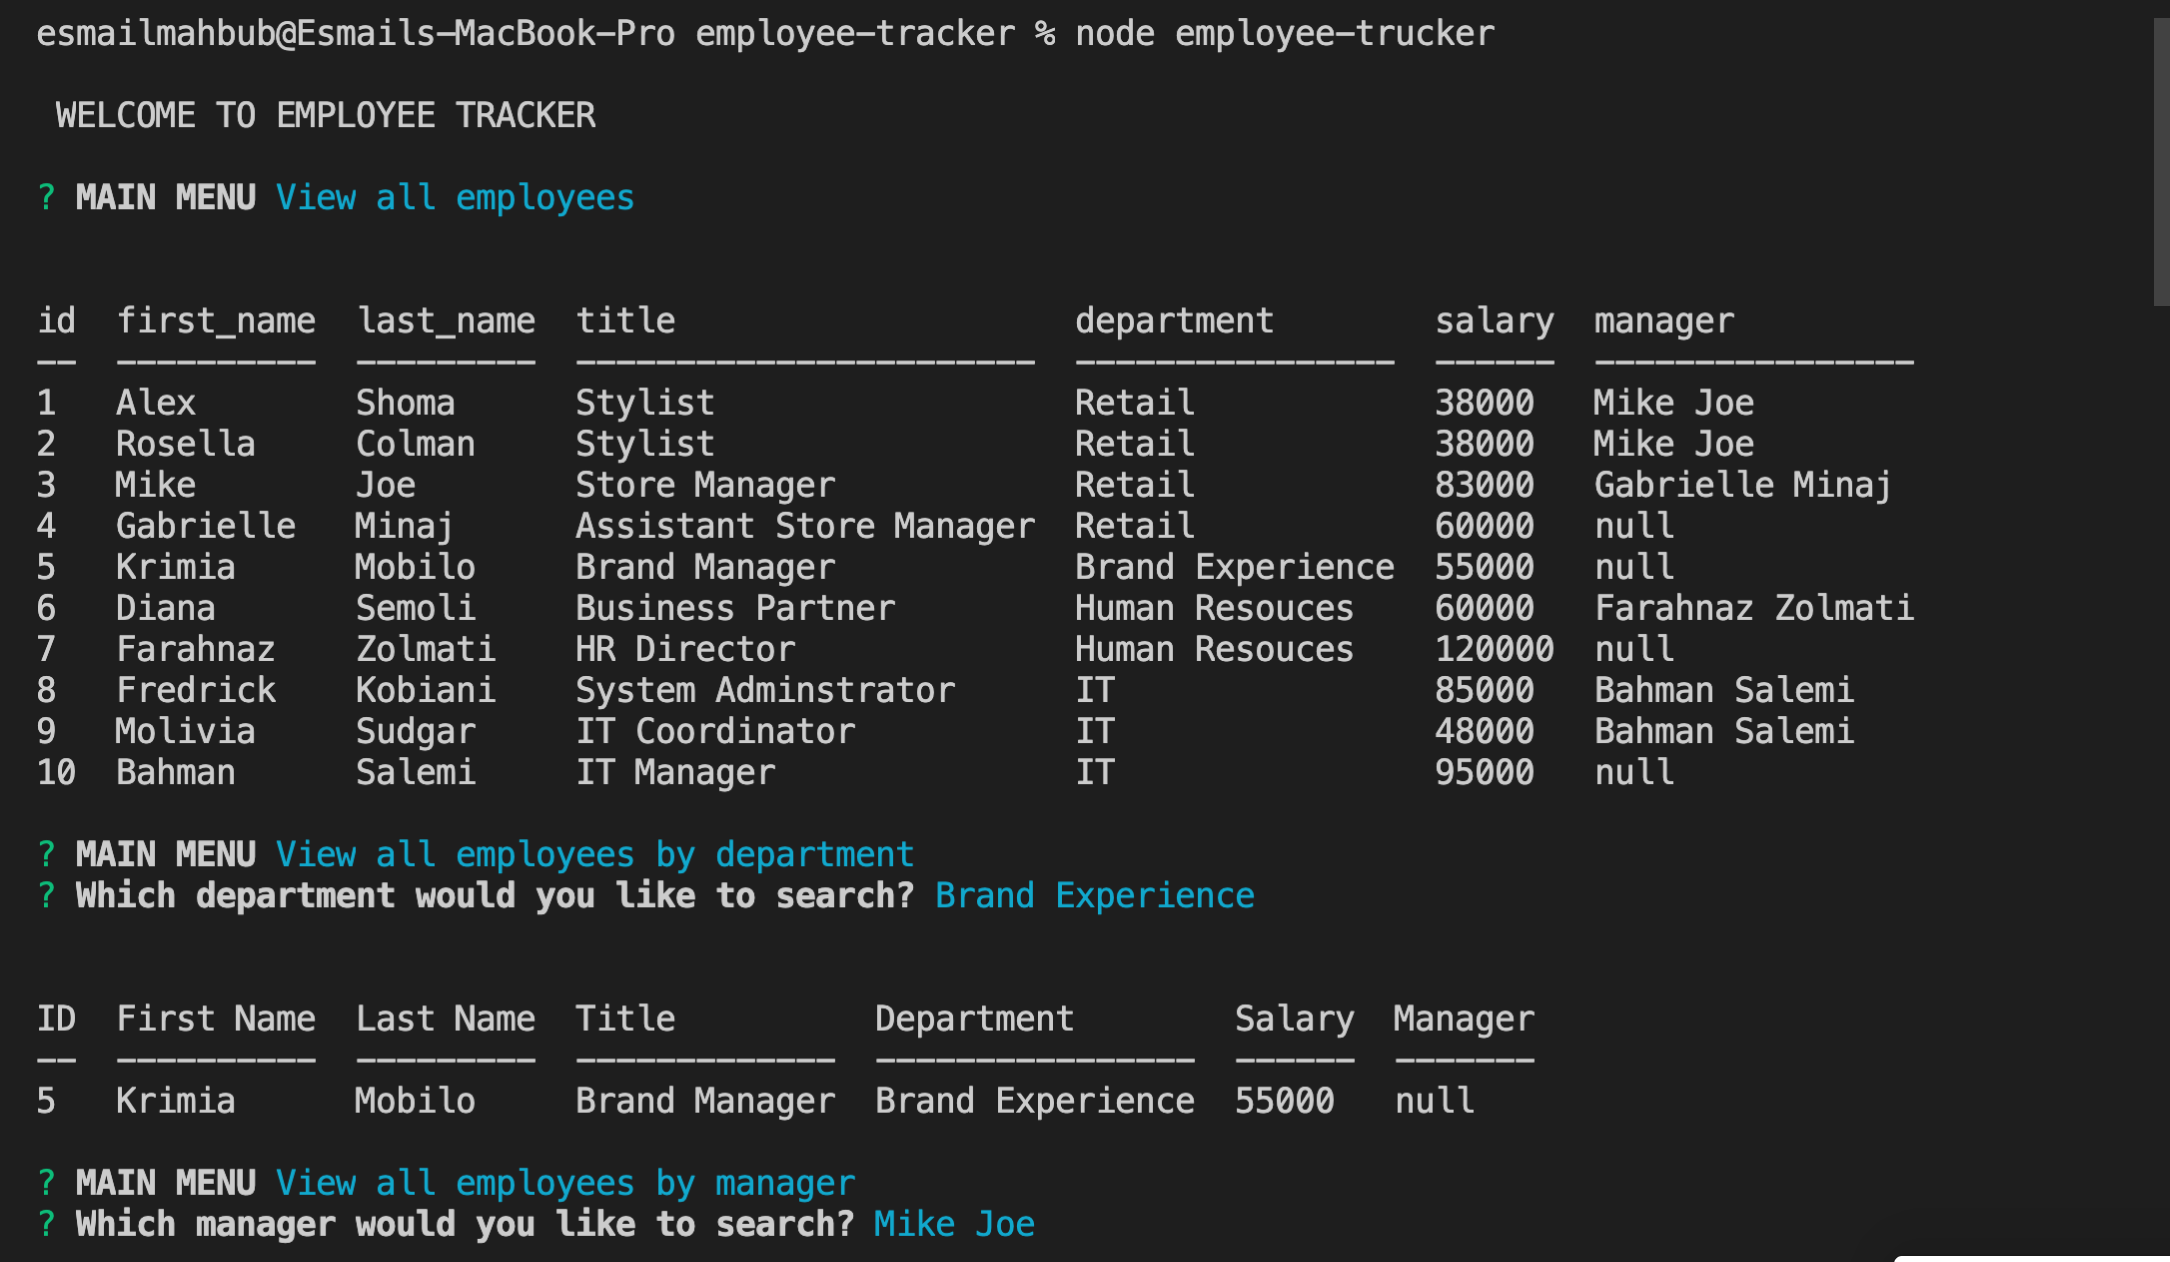 esmailmahbub@Esmails-MacBook-Pro employee-tracker % node employee-trucker
WELCOME TO EMPLOYEE TRACKER
? MAIN MENU View all employees
id first_name last_name title department salary manager
-- ---------- --------- ----------------------- ---------------- ------ ----------------
1 Alex Shoma Stylist Retail 38000 Mike Joe
2 Rosella Colman Stylist Retail 38000 Mike Joe
3 Mike Joe Store Manager Retail 83000 Gabrielle Minaj
4 Gabrielle Minaj Assistant Store Manager Retail 60000 null
5 Krimia Mobilo Brand Manager Brand Experience 55000 null
6 Diana Semoli Business Partner Human Resouces 60000 Farahnaz Zolmati
7 Farahnaz Zolmati HR Director Human Resouces 120000 null
8 Fredrick Kobiani System Adminstrator IT 85000 Bahman Salemi
9 Molivia Sudgar IT Coordinator IT 48000 Bahman Salemi
10 Bahman Salemi IT Manager IT 95000 null
? MAIN MENU View all employees by department
? Which department would you like to search? Brand Experience
ID First Name Last Name Title Department Salary Manager
-- ---------- --------- ------------- ---------------- ------ -------
5 Krimia Mobilo Brand Manager Brand Experience 55000 null
? MAIN MENU View all employees by manager
? Which manager would you like to search? Mike Joe